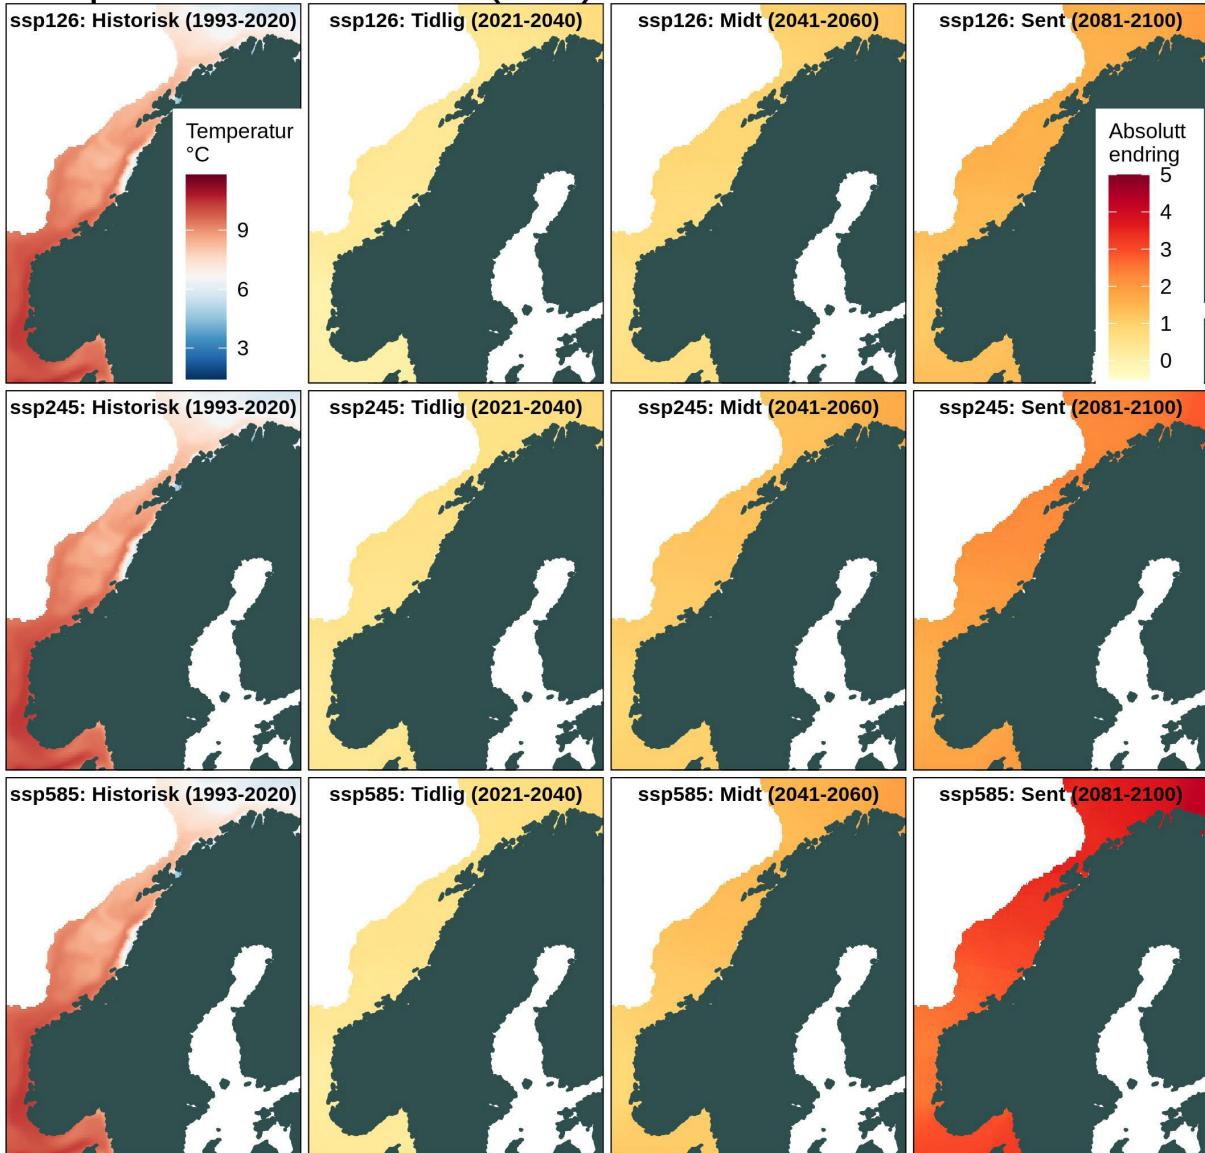 ssp126: Historisk (1993-2020)
ssp126: Tidlig (2021-2040)
ssp126: Midt (2041-2060)
ssp126: Sent (2081-2100)
Temperatur
°C
9
6
3
Absolutt
endring
5
4
3
2
1
0
ssp245: Historisk (1993-2020)
ssp245: Tidlig (2021-2040)
ssp245: Midt (2041-2060)
ssp245: Sent (2081-2100)
ssp585: Historisk (1993-2020)
ssp585: Tidlig (2021-2040)
ssp585: Midt (2041-2060)
ssp585: Sent (2081-2100)